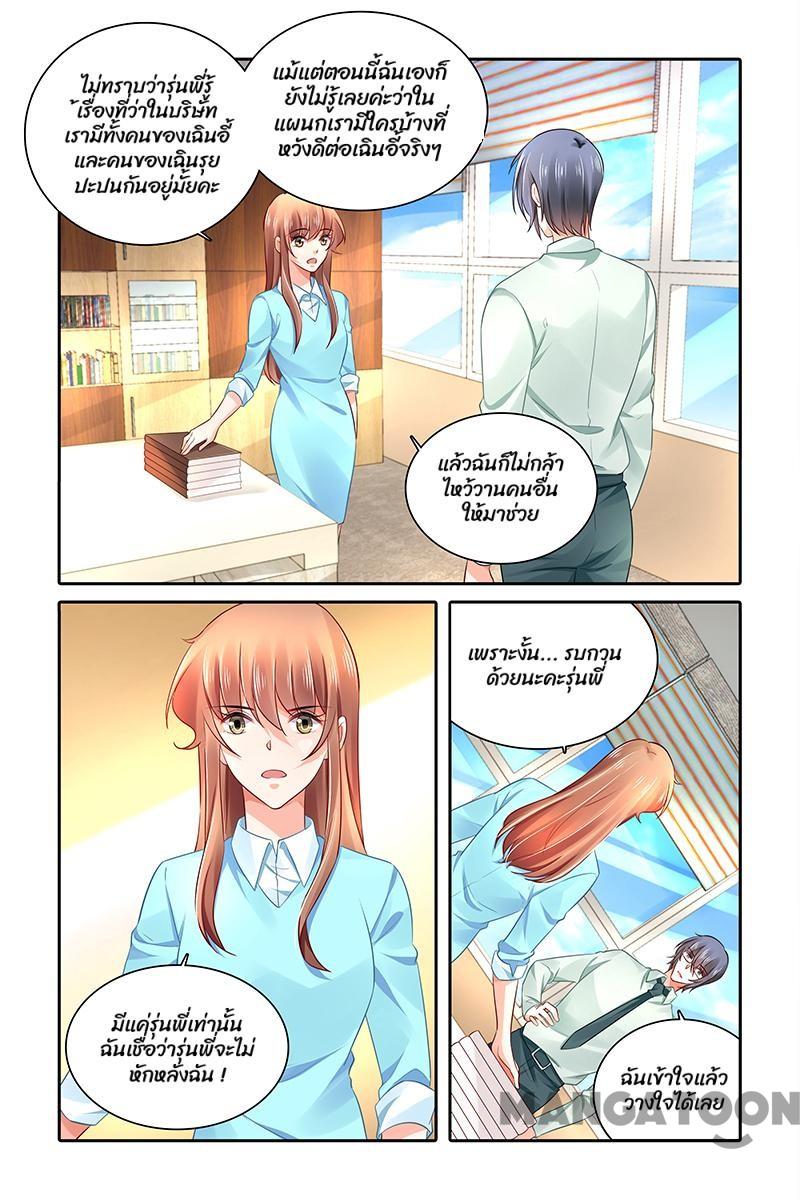 ไม่ทราบว่ารุ่นพี่รู้
้เรื่องที่ว่าในบริษัท
เรามีทั้งคนของเฉินอี้
และคนของเฉินรุย
ปะปนกันอยู่มั้ยคะ
แม้แต่ตอนนี้ฉันเองก็
ยังไม่รู้เลยค่ะว่าใน
แผนกเรามีใครบ้างที่
หวังดีต่อเฉินอี้จริงๆ
แล้วฉันก็ไม่กล้า
ไหว้วานคนอื่น
ให้มาช่วย
มีแค่รุ่นพี่เท่านั้น
ฉันเชื่อว่ารุ่นพี่จะไม่
หักหลังฉัน !
เพราะงั้น... รบกวน
ด้วยนะคะรุ่นพี่
ฉันเข้าใจแล้ว
วางใจได้เลย
MANGATOON